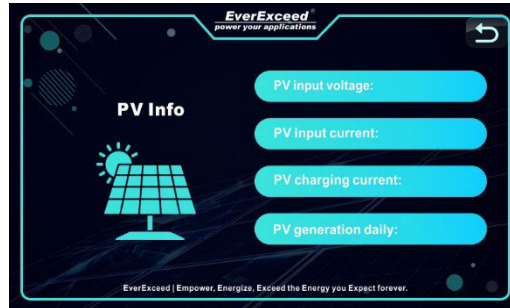 EverExceed®
power your applications
PV Info
PV input voltage:
PV input current:
PV charging current:
PV generation daily:
EverExceed | Empower, Energize, Exceed the Energy you Expect forever.